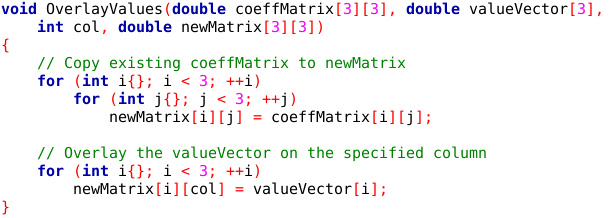 void OverlayValues(double coeffMatrix[3][3], double valueVector[3],
    int col, double newMatrix[3][3])
{
    // Copy existing coeffMatrix to newMatrix
    for (int i{}; i < 3; ++i)
        for (int j{}; j < 3; ++j)
            newMatrix[i][j] = coeffMatrix[i][j];

    // Overlay the valueVector on the specified column
    for (int i{}; i < 3; ++i)
        newMatrix[i][col] = valueVector[i];
}